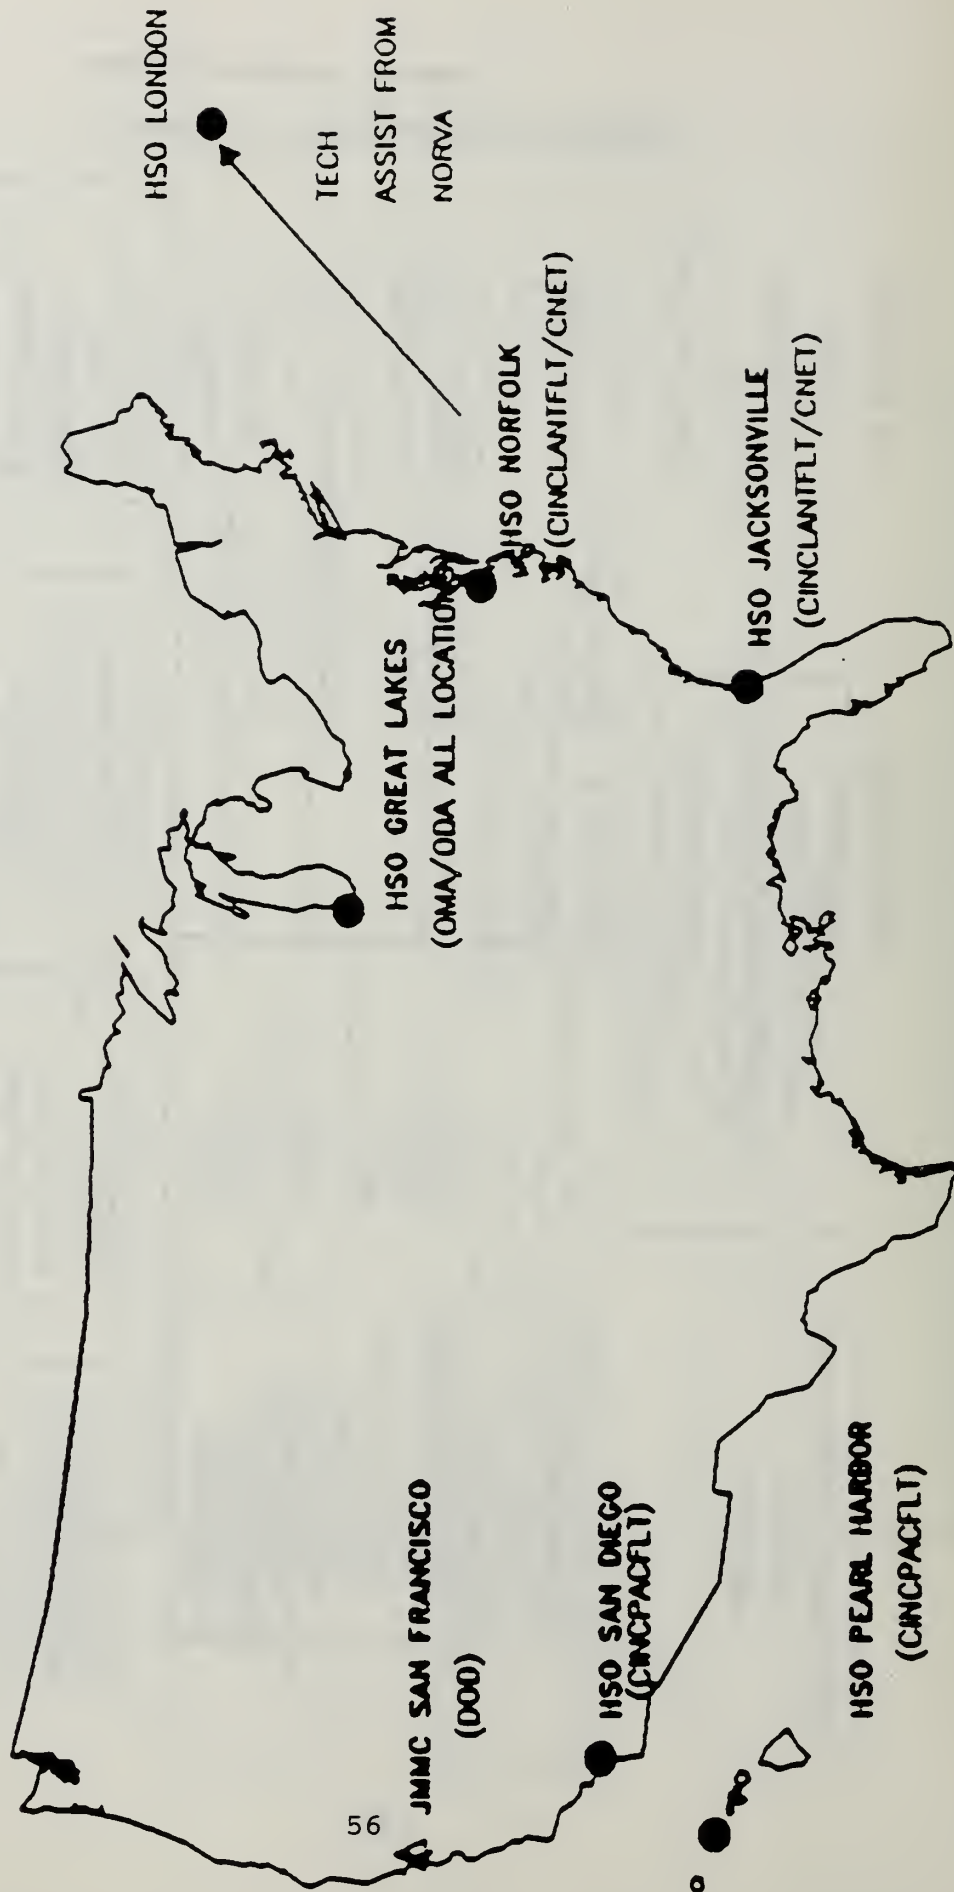 HSO LONDON
TECH
ASSIST FROM
NORVA
HSO NORFOLK
(CINCLANTFLT/CNET)
HSO JACKSONVILLE
(CINCLANTFLT/CNET)
HSO GREAT LAKES
(OMA/ODA ALL LOCATION
JMMC SAN FRANCISCO
(DOD)
HSO SAN DIEGO
(CINCPACFLT)
HSO PEARL HARBOR
(CINCPACFLT)
56